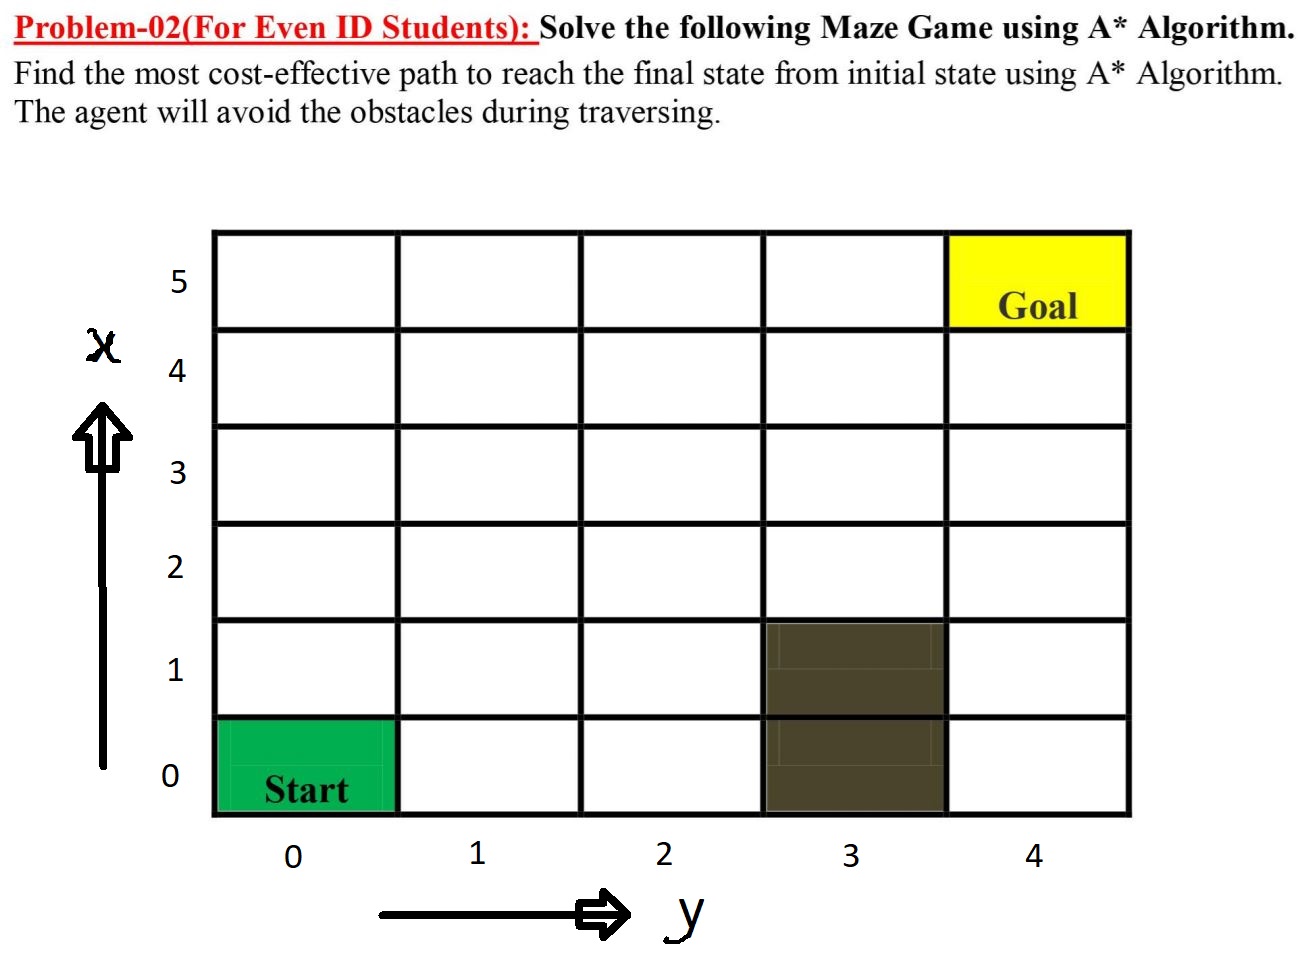 Problem-02(For Even ID Students): Solve the following Maze Game using A* Algorithm.
Find the most cost-effective path to reach the final state from initial state using A* Algorithm.
The agent will avoid the obstacles during traversing.
5
Goal
x
4
3
2
1
0
Start
0 1 2 3 4
y